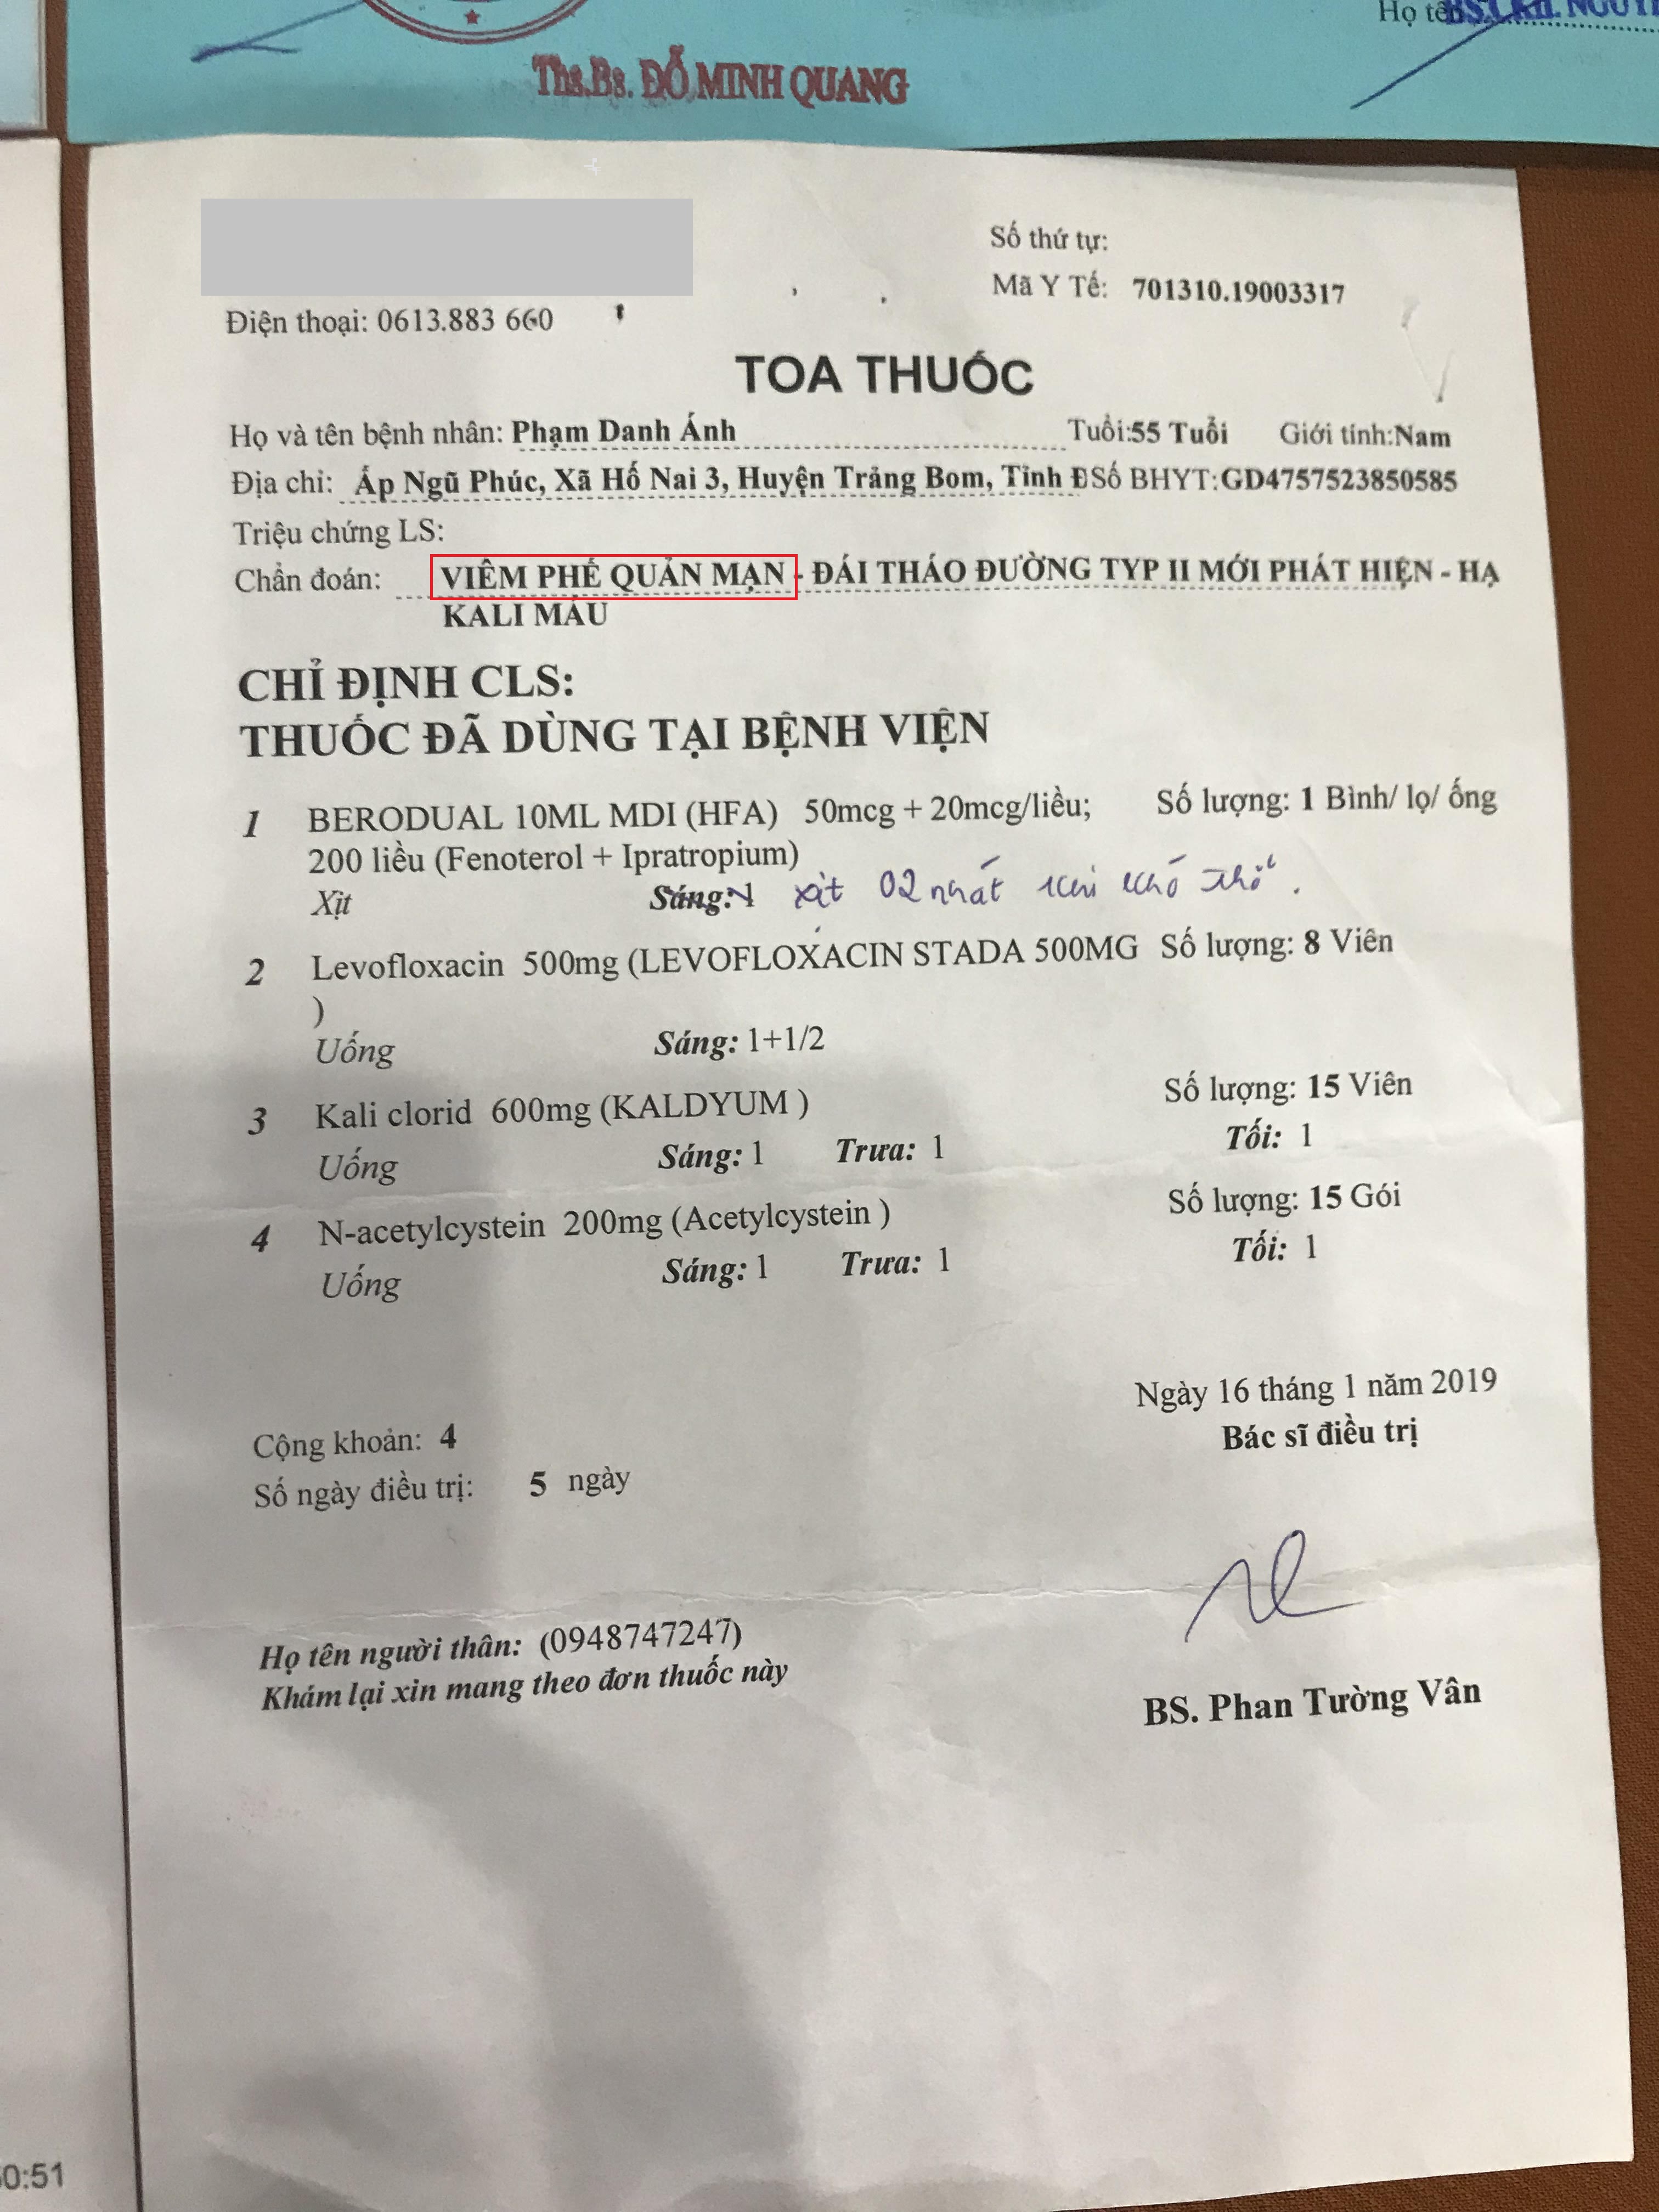 Họ tên
BS.CKII. NGUY
Ths.Bs. ĐỖ MINH QUANG
Số thứ tự:
Mã Y Tế: 701310.19003317
Điện thoại: 0613.883 660
TOA THUỐC
Họ và tên bệnh nhân: Phạm Danh Ánh Tuổi:55 Tuổi Giới tính:Nam
Địa chỉ: Ấp Ngũ Phúc, Xã Hố Nai 3, Huyện Trảng Bom, Tỉnh Đ Số BHYT:GD4757523850585
Triệu chứng LS:
Chẩn đoán: VIÊM PHẾ QUẢN MẠN - ĐÁI THÁO ĐƯỜNG TYP II MỚI PHÁT HIỆN - HẠ
KALI MÁU
CHỈ ĐỊNH CLS:
THUỐC ĐÃ DÙNG TẠI BỆNH VIỆN
1 BERODUAL 10ML MDI (HFA) 50mcg + 20mcg/liều; Số lượng: 1 Bình/ lọ/ ống
200 liều (Fenoterol + Ipratropium)
Xịt Sáng: 1 xịt 02 nhát khi khó thở.
2 Levofloxacin 500mg (LEVOFLOXACIN STADA 500MG Số lượng: 8 Viên
)
Uống Sáng: 1+1/2
3 Kali clorid 600mg (KALDYUM ) Số lượng: 15 Viên
Uống Sáng: 1 Trưa: 1 Tối: 1
4 N-acetylcystein 200mg (Acetylcystein ) Số lượng: 15 Gói
Uống Sáng: 1 Trưa: 1 Tối: 1
Ngày 16 tháng 1 năm 2019
Cộng khoản: 4 Bác sĩ điều trị
Số ngày điều trị: 5 ngày
Họ tên người thân: (0948747247)
Khám lại xin mang theo đơn thuốc này
BS. Phan Tường Vân
0:51